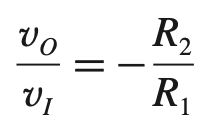 v_O / v_I = − R_2 / R_1